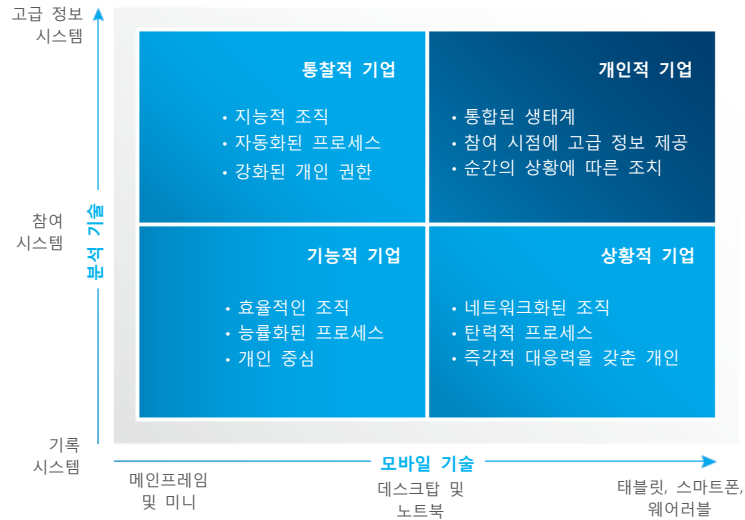 고급 정보
시스템
통찰적 기업
• 지능적 조직
• 자동화된 프로세스
• 강화된 개인 권한
개인적 기업
• 통합된 생태계
• 참여 시점에 고급 정보 제공
• 순간의 상황에 따른 조치
참여
시스템
분석 기술
기능적 기업
• 효율적인 조직
• 능률화된 프로세스
• 개인 중심
상황적 기업
• 네트워크화된 조직
• 탄력적 프로세스
• 즉각적 대응력을 갖춘 개인
기록
시스템
모바일 기술
메인프레임
및 미니
데스크탑 및
노트북
태블릿, 스마트폰,
웨어러블